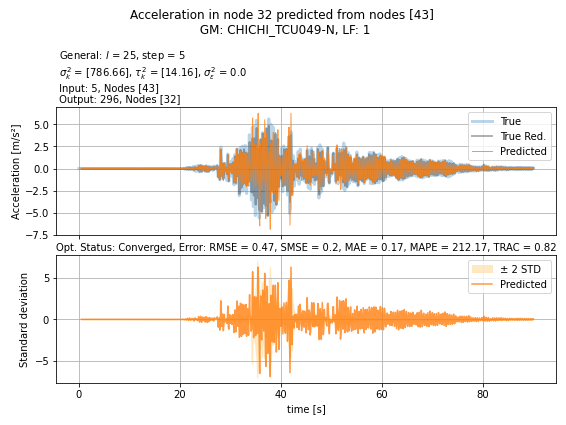 Acceleration in node 32 predicted from nodes [43]
GM: CHICHI_TCU049-N, LF: 1
General: l = 25, step = 5
σ²ₖ = [786.66], τ²ₖ = [14.16], σ²ε = 0.0
Input: 5, Nodes [43]
Output: 296, Nodes [32]
True
True Red.
Predicted
Acceleration [m/s²]
5.0
2.5
0.0
−2.5
−5.0
−7.5
Opt. Status: Converged, Error: RMSE = 0.47, SMSE = 0.2, MAE = 0.17, MAPE = 212.17, TRAC = 0.82
± 2 STD
Predicted
Standard deviation
5
0
−5
0
20
40
60
80
time [s]